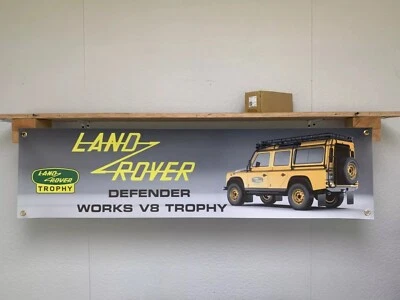 LAND
ROVER
LAND
ROVER
TROPHY
DEFENDER
WORKS V8 TROPHY